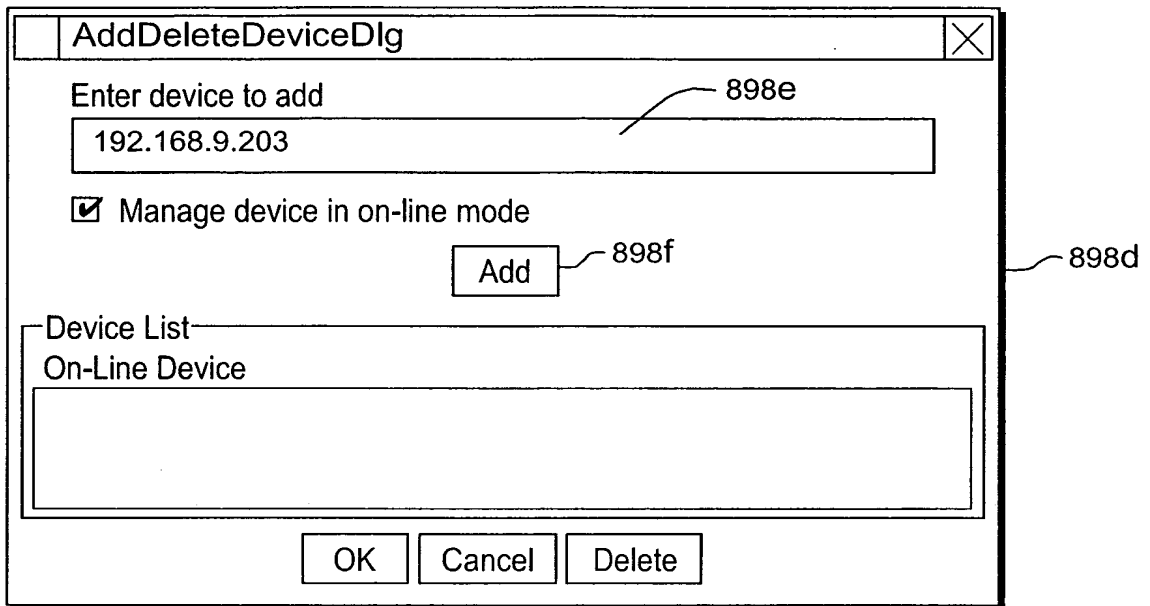 AddDeleteDeviceDlg
Enter device to add
898e
192.168.9.203
Manage device in on-line mode
Add
898f
898d
Device List
On-Line Device
OK Cancel Delete